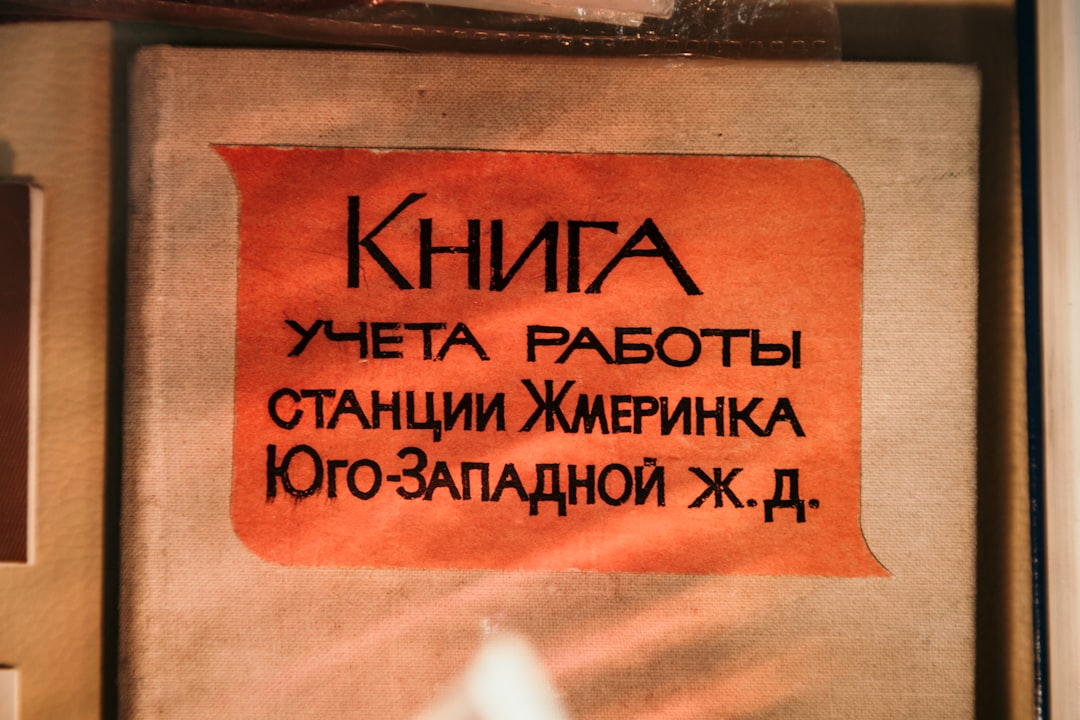 Книга
учета работы
станции Жмеринка
Юго-Западной ж.д.